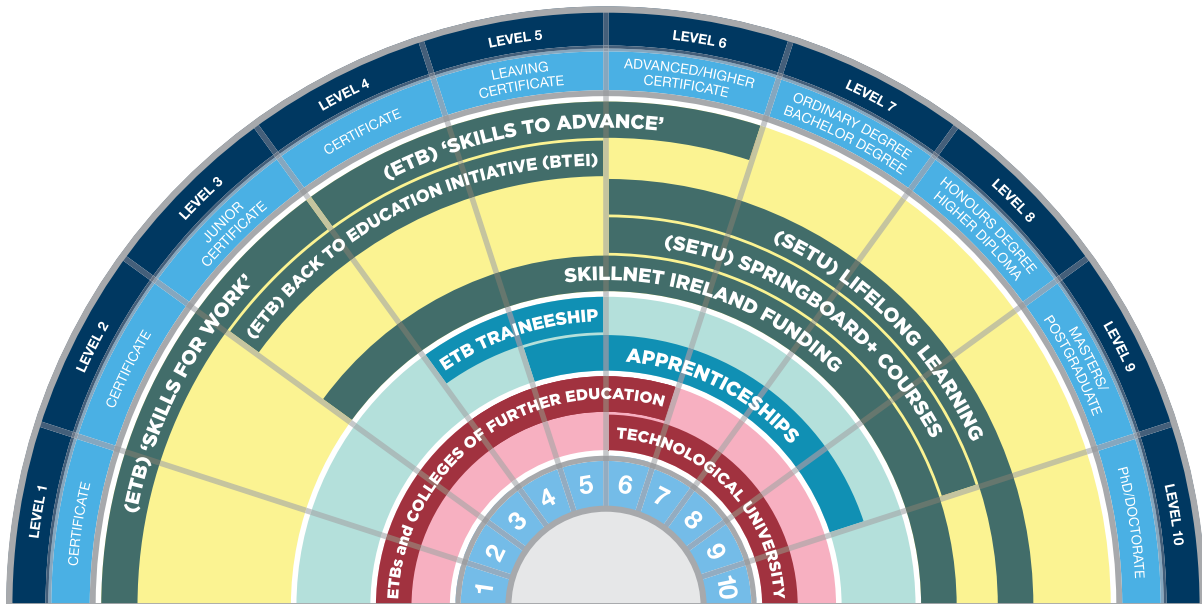 LEVEL 1
LEVEL 2
LEVEL 3
LEVEL 4
LEVEL 5
LEVEL 6
LEVEL 7
LEVEL 8
LEVEL 9
LEVEL 10
CERTIFICATE
CERTIFICATE
JUNIOR
CERTIFICATE
CERTIFICATE
LEAVING
CERTIFICATE
ADVANCED/HIGHER
CERTIFICATE
ORDINARY DEGREE
BACHELOR DEGREE
HONOURS DEGREE
HIGHER DIPLOMA
MASTERS/
POSTGRADUATE
PhD/DOCTORATE
(ETB) ‘SKILLS FOR WORK’
(ETB) ‘SKILLS TO ADVANCE’
(ETB) BACK TO EDUCATION INITIATIVE (BTEI)
(SETU) LIFELONG LEARNING
(SETU) SPRINGBOARD+ COURSES
SKILLNET IRELAND FUNDING
ETB TRAINEESHIP
APPRENTICESHIPS
ETBs and COLLEGES OF FURTHER EDUCATION
TECHNOLOGICAL UNIVERSITY
1
2
3
4
5
6
7
8
9
10